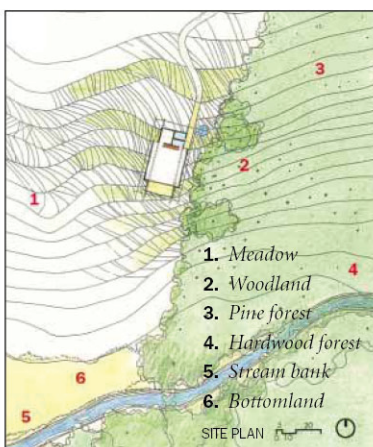 3
2
1
1. Meadow
2. Woodland
3. Pine forest
4
4. Hardwood forest
5. Stream bank
6
6. Bottomland
5
SITE PLAN